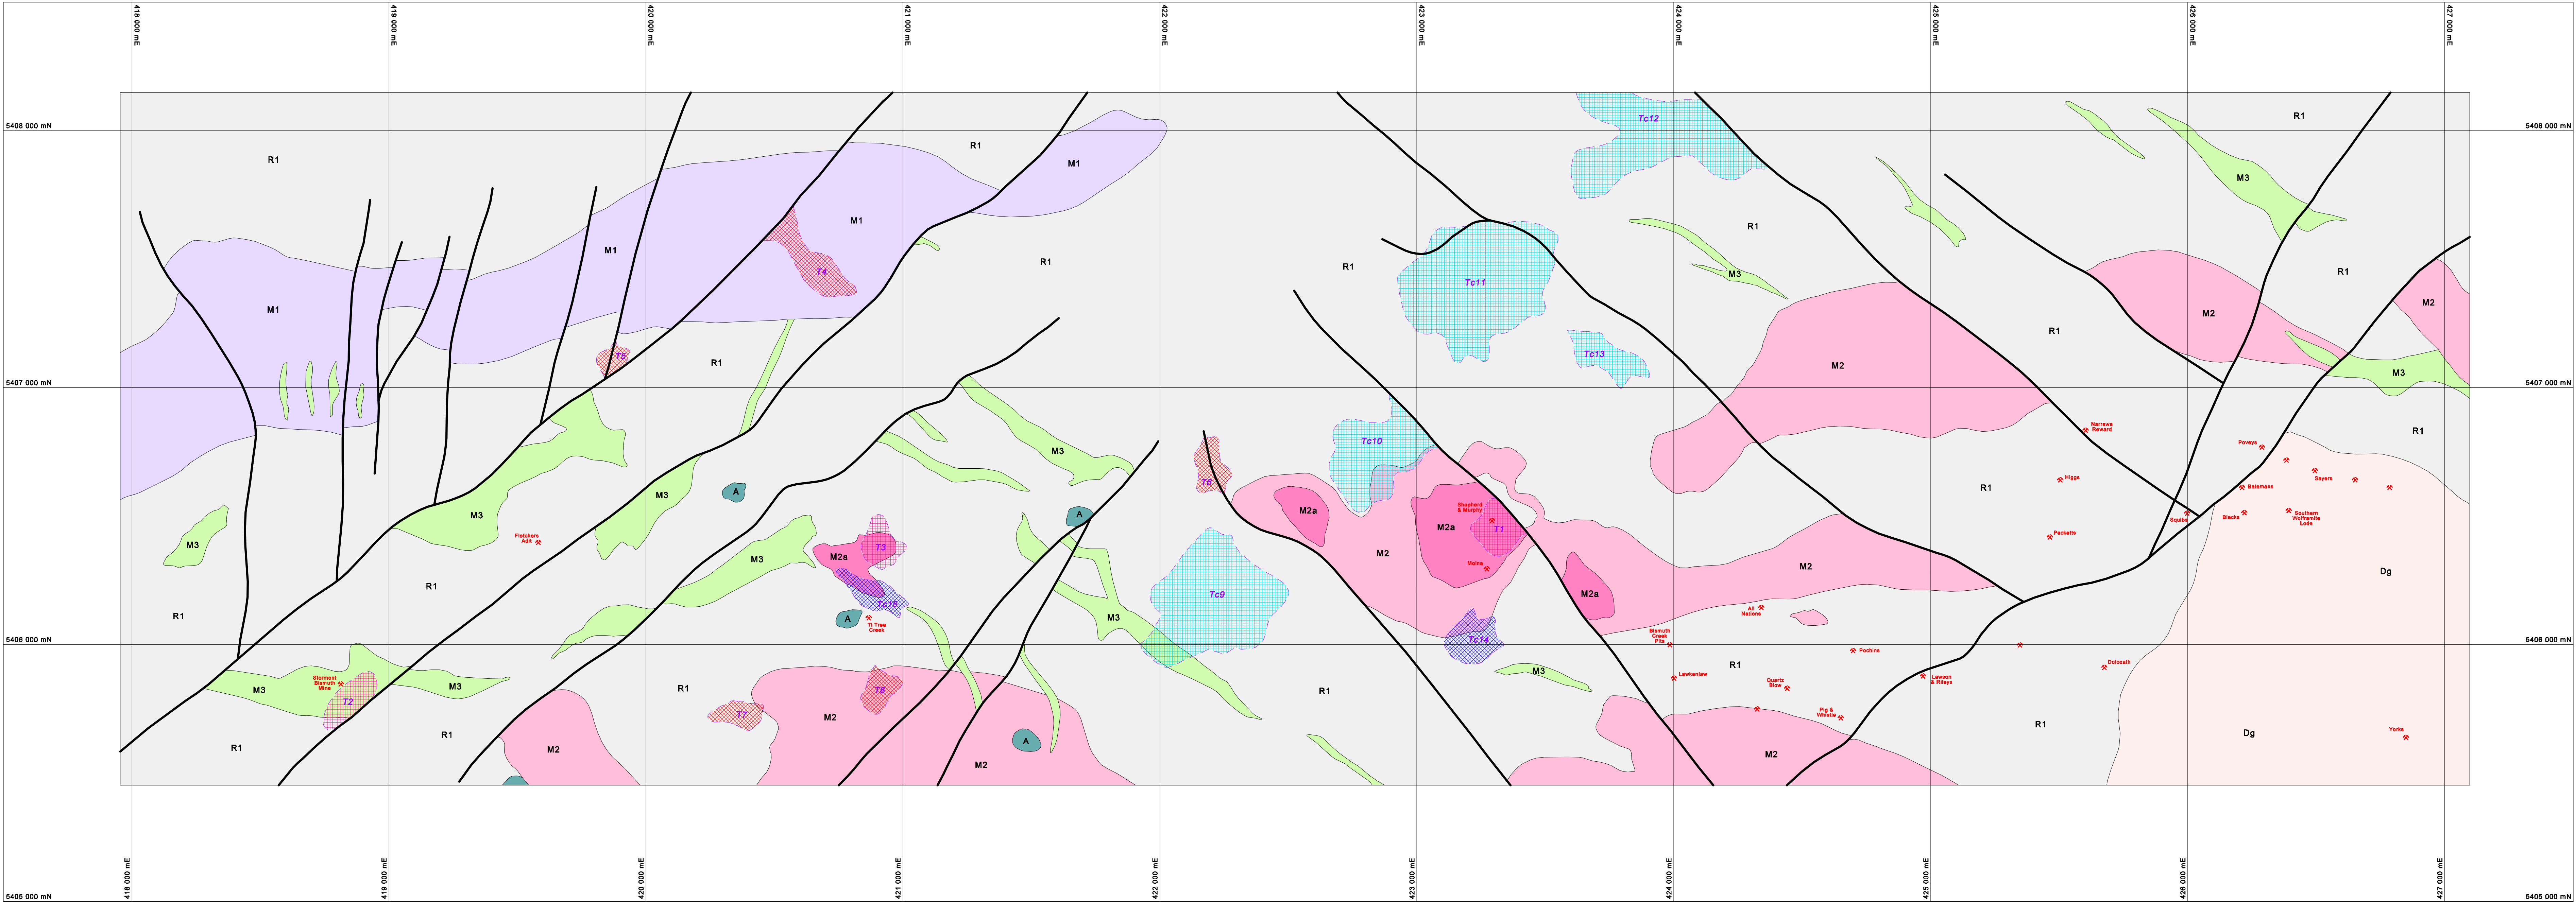 418 000 mE
419 000 mE
420 000 mE
421 000 mE
422 000 mE
423 000 mE
424 000 mE
425 000 mE
426 000 mE
427 000 mE
R1
Tc12
5408 000 mN
5408 000 mN
R1
R1
M1
M3
M1
R1
M1
R1
R1
T4
R1
M3
R1
M1
Tc11
M2
M2
R1
T5
R1
Tc13
M2
M3
5407 000 mN
5407 000 mN
Narrawa
Reward
R1
Tc10
Poveys
M3
T6
Higgs
Sayers
R1
Batemans
A
M3
M3
M2a
Shepherd
& Murphy
M2a
T1
Squibs
Blacks
Southern
Wolframite
Lode
A
Fletchers
Adit
Pecketts
M3
T3
M2a
M3
M2
Moina
M2
Dg
R1
Tc15
Tc9
M2a
R1
A
Ti Tree
Creek
M3
All
Nations
5406 000 mN
Bismuth
Creek
Pits
Tc14
5406 000 mN
Pochins
R1
Dolcoath
Stormont
Bismuth
Mine
M3
M3
R1
T8
R1
M3
Lawkenlaw
Quartz
Blow
Lawson
& Rileys
T2
T7
M2
Pig &
Whistle
R1
R1
R1
M2
A
M2
M2
Dg
Yorks
418 000 mE
419 000 mE
420 000 mE
421 000 mE
422 000 mE
423 000 mE
424 000 mE
425 000 mE
426 000 mE
427 000 mE
5405 000 mN
5405 000 mN